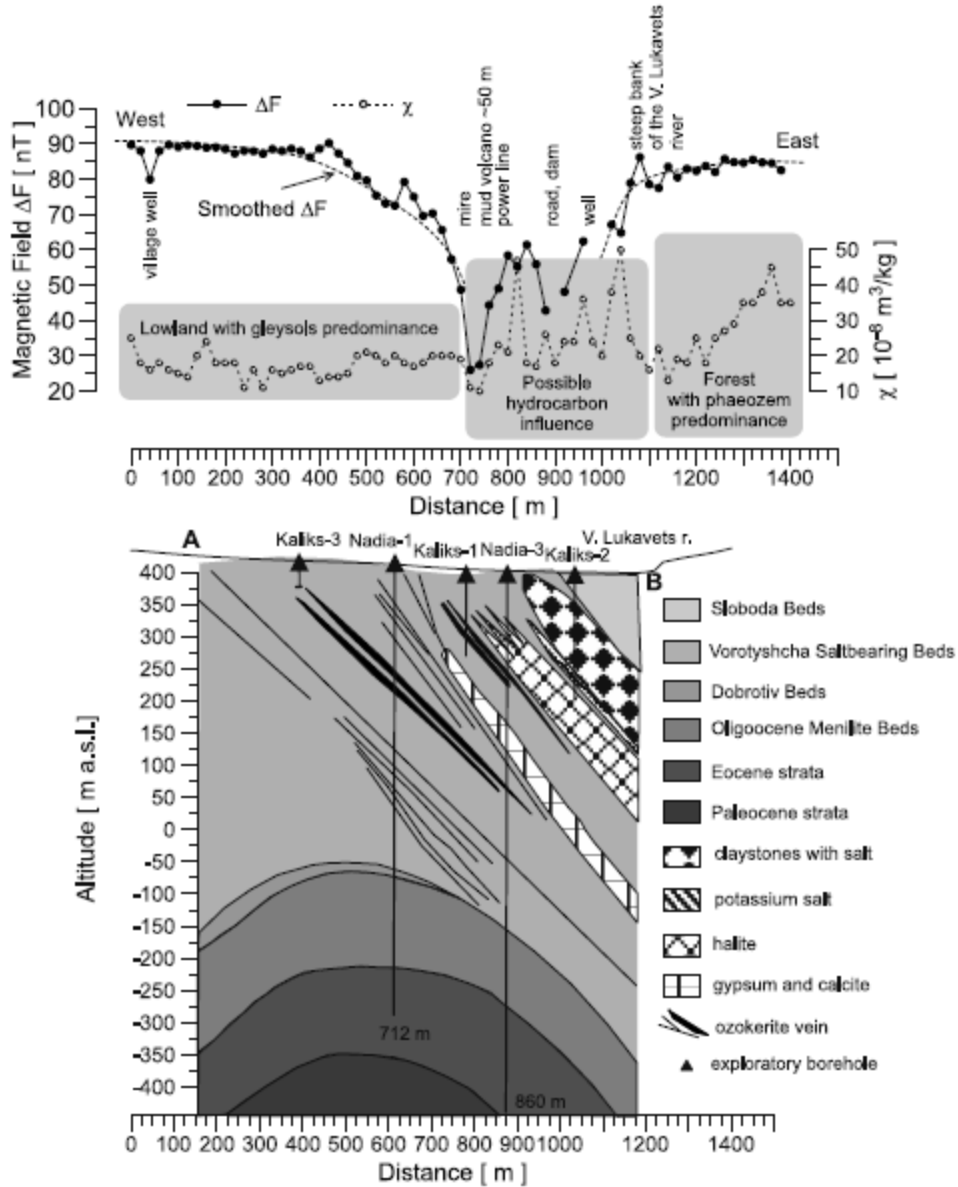 ΔF
χ
West
East
100
90
80
70
60
50
40
30
20
Magnetic Field ΔF [ nT ]
Smoothed ΔF
village well
mire
mud volcano ~50 m
power line
road, dam
well
steep bank
of the V. Lukavets
river
50
40
30
20
10
χ [ 10⁻⁸ m³/kg ]
Lowland with gleysols predominance
Possible
hydrocarbon
influence
Forest
with phaeozem
predominance
0 100 200 300 400 500 600 700 800 900 1000 1200 1400
Distance [ m ]
A
Kaliks-3
Nadia-1
Kaliks-1
Nadia-3
Kaliks-2
V. Lukavets r.
B
400
350
300
250
200
150
100
50
0
-50
-100
-150
-200
-250
-300
-350
-400
Altitude [ m a.s.l.]
712 m
860 m
Sloboda Beds
Vorotyshcha Saltbearing Beds
Dobrotiv Beds
Oligoocene Menilite Beds
Eocene strata
Paleocene strata
claystones with salt
potassium salt
halite
gypsum and calcite
ozokerite vein
exploratory borehole
0 100 200 300 400 500 600 700 800 900 1000 1200 1400
Distance [ m ]